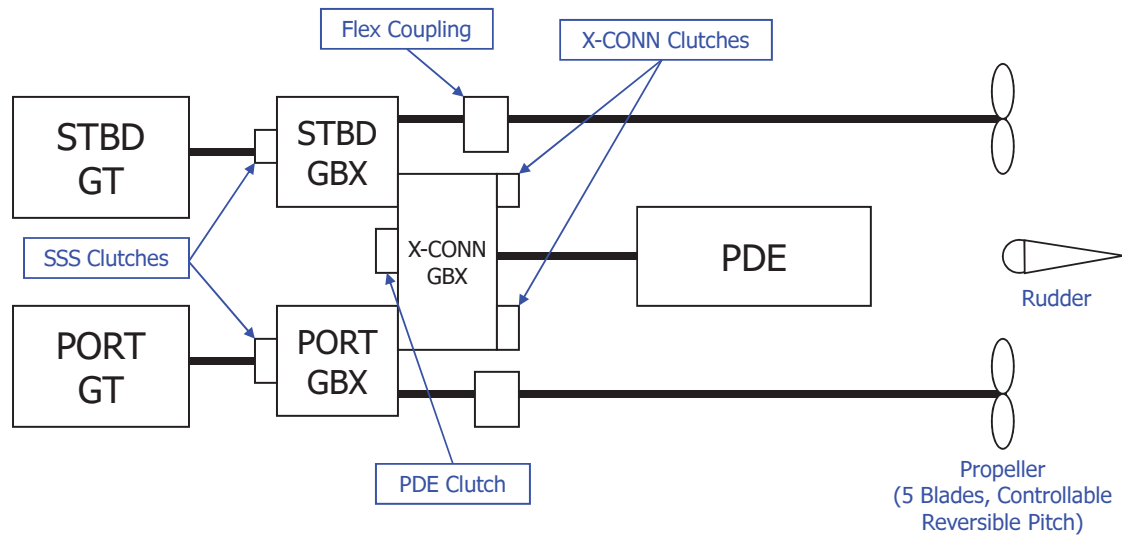 Flex Coupling
X-CONN Clutches
STBD
GT
STBD
GBX
SSS Clutches
X-CONN
GBX
PDE
Rudder
PORT
GT
PORT
GBX
PDE Clutch
Propeller
(5 Blades, Controllable
Reversible Pitch)